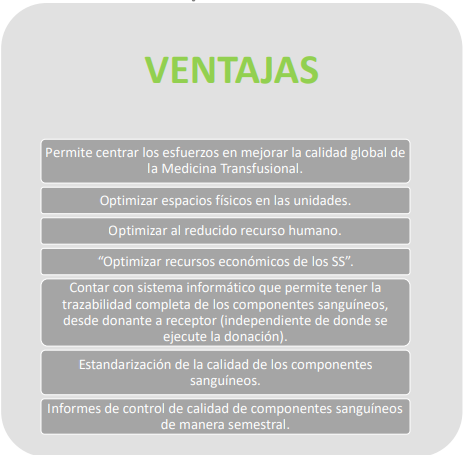 VENTAJAS
Permite centrar los esfuerzos en mejorar la calidad global de
la Medicina Transfusional.
Optimizar espacios físicos en las unidades.
Optimizar al reducido recurso humano.
“Optimizar recursos económicos de los SS”.
Contar con sistema informático que permite tener la
trazabilidad completa de los componentes sanguíneos,
desde donante a receptor (independiente de donde se
ejecute la donación).
Estandarización de la calidad de los componentes
sanguíneos.
Informes de control de calidad de componentes sanguíneos
de manera semestral.